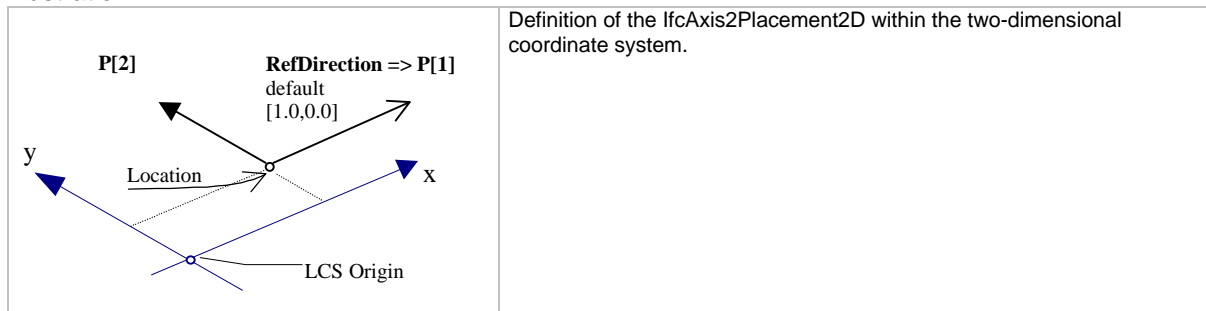 Definition of the IfcAxis2Placement2D within the two-dimensional
coordinate system.
P[2]
RefDirection => P[1]
default
[1.0,0.0]
y
Location
x
LCS Origin